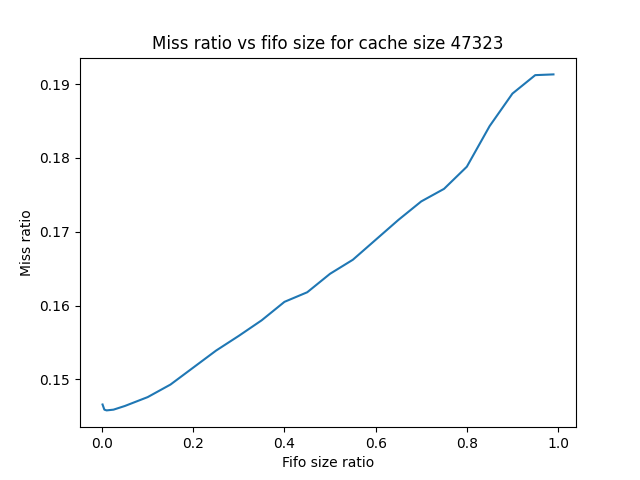 Miss ratio vs fifo size for cache size 47323
0.19
0.18
0.17
0.16
0.15
Miss ratio
0.0 0.2 0.4 0.6 0.8 1.0
Fifo size ratio